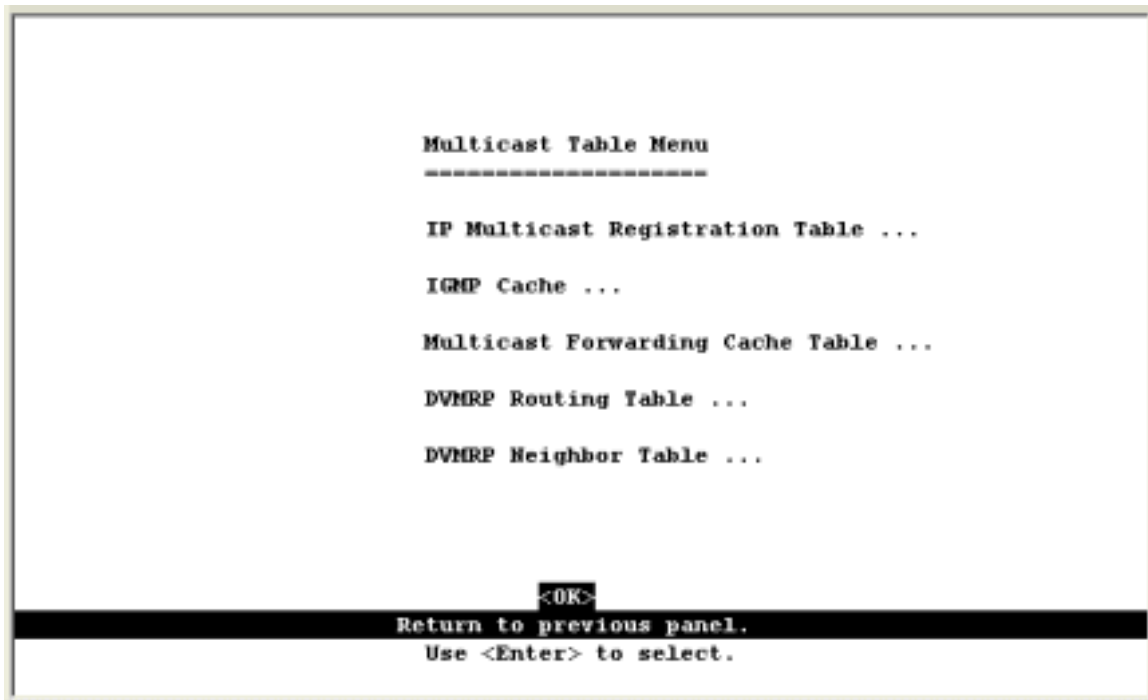 Multicast Table Menu
====================
IP Multicast Registration Table ...
IGMP Cache ...
Multicast Forwarding Cache Table ...
DVMRP Routing Table ...
DVMRP Neighbor Table ...
<OK>
Return to previous panel.
Use <Enter> to select.